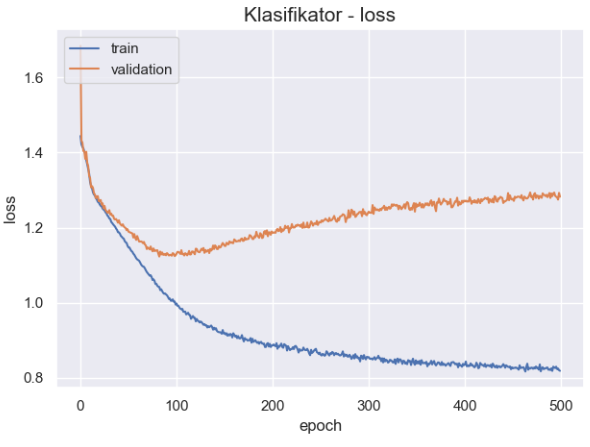 Klasifikator - loss
train
validation
loss
1.6
1.4
1.2
1.0
0.8
0 100 200 300 400 500
epoch